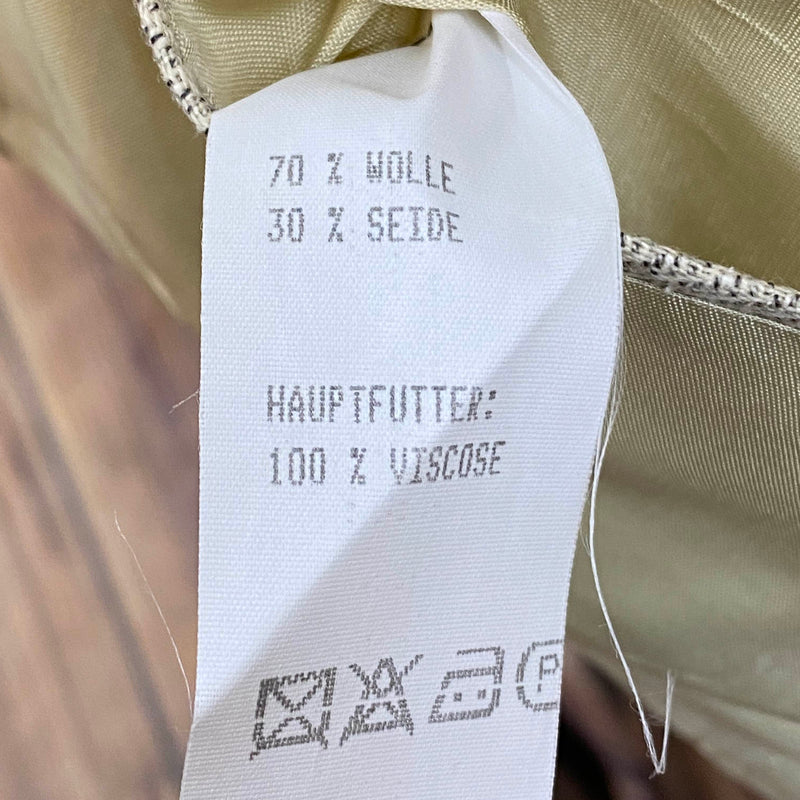 70 % WOLLE
30 % SEIDE
HAUPTFUTTER:
100 % VISCOSE
P